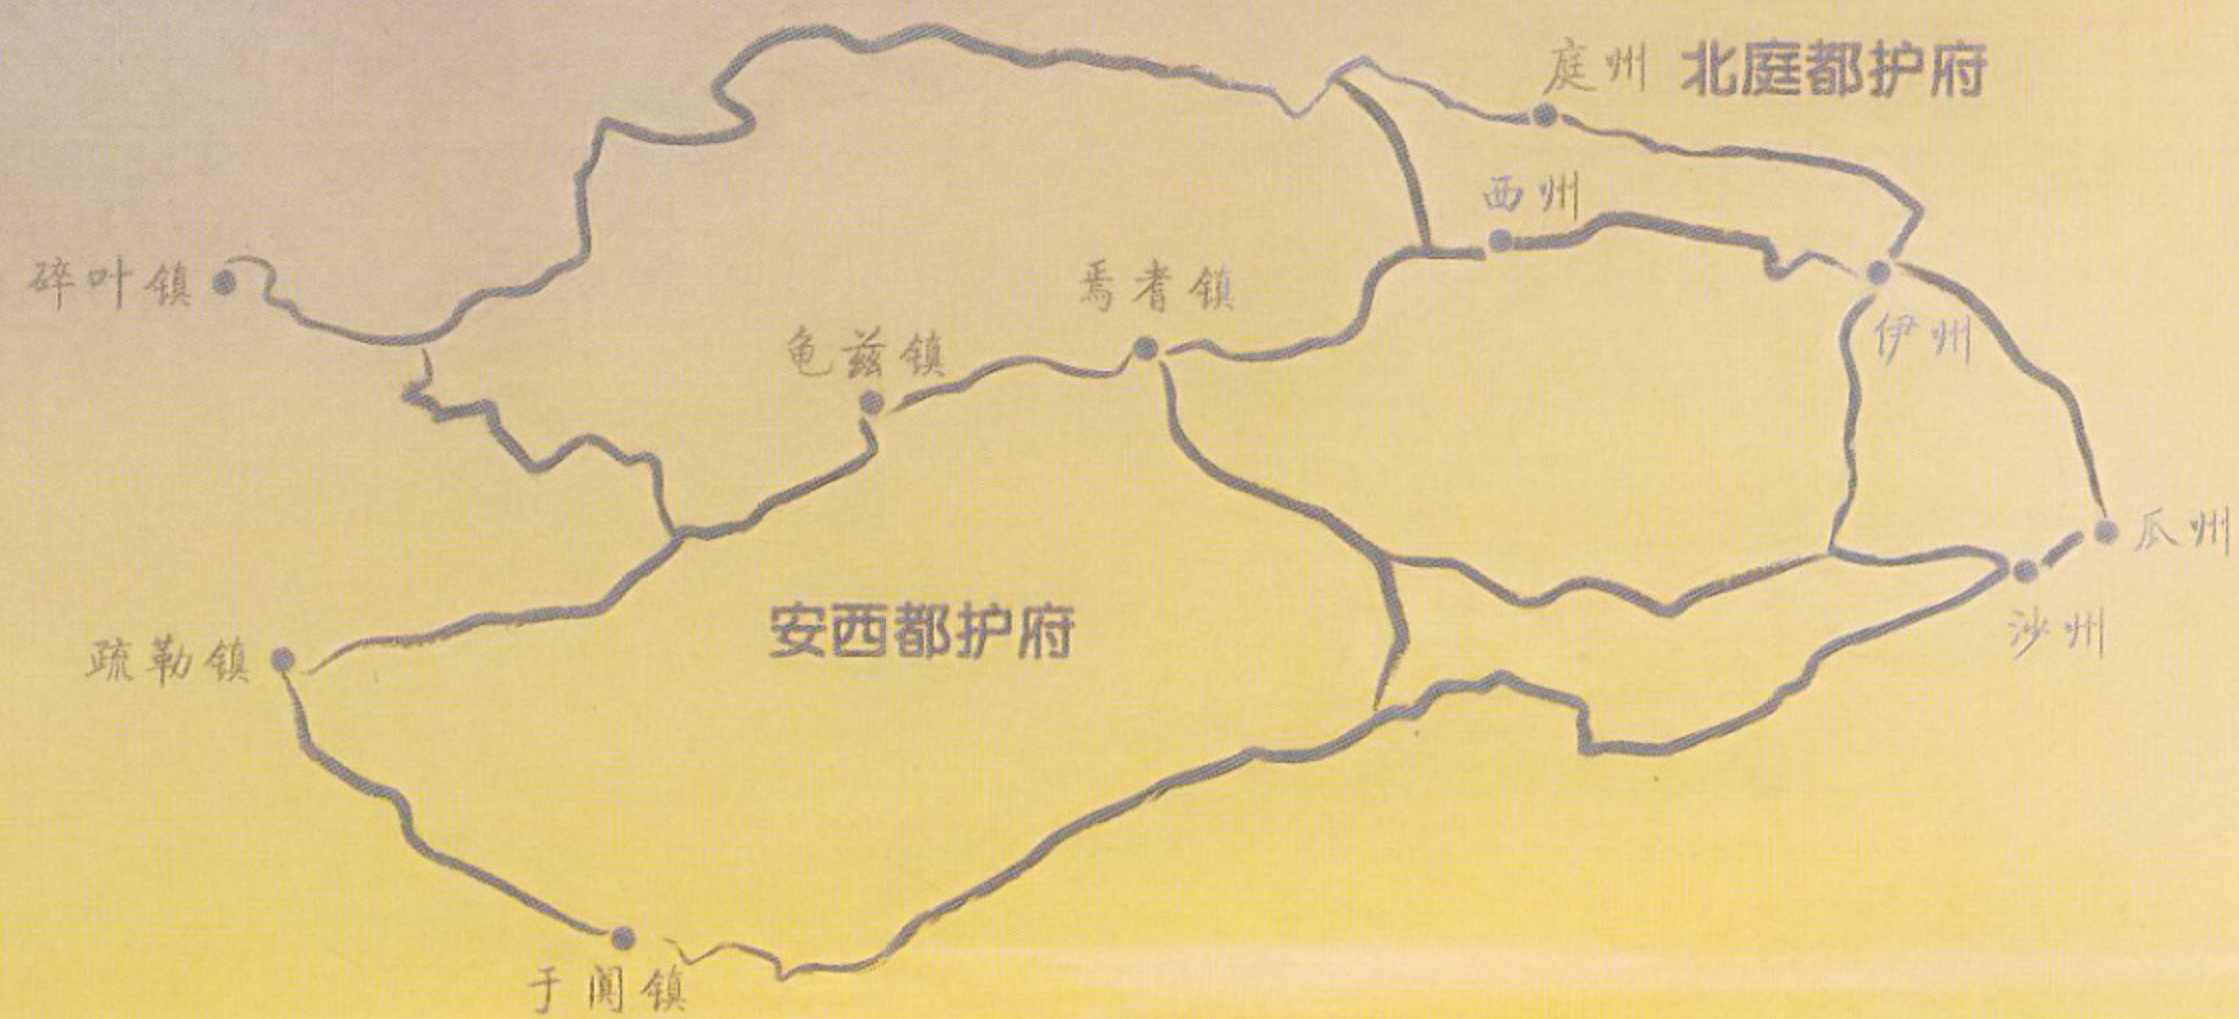 庭州
北庭都护府
西州
碎叶镇
焉耆镇
龟兹镇
伊州
瓜州
安西都护府
沙州
疏勒镇
于阗镇